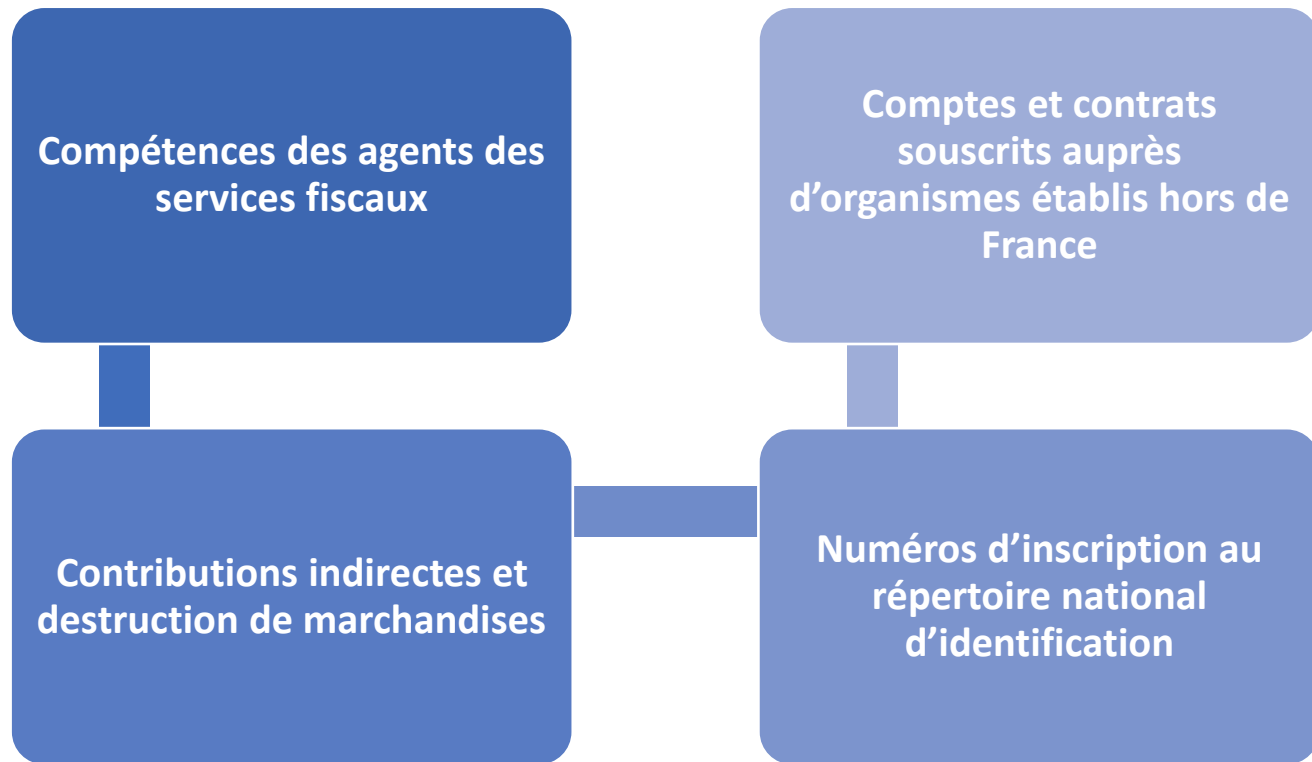 Compétences des agents des
services fiscaux
Contributions indirectes et
destruction de marchandises
Numéros d’inscription au
répertoire national
d’identification
Comptes et contrats
souscrits auprès
d’organismes établis hors de
France